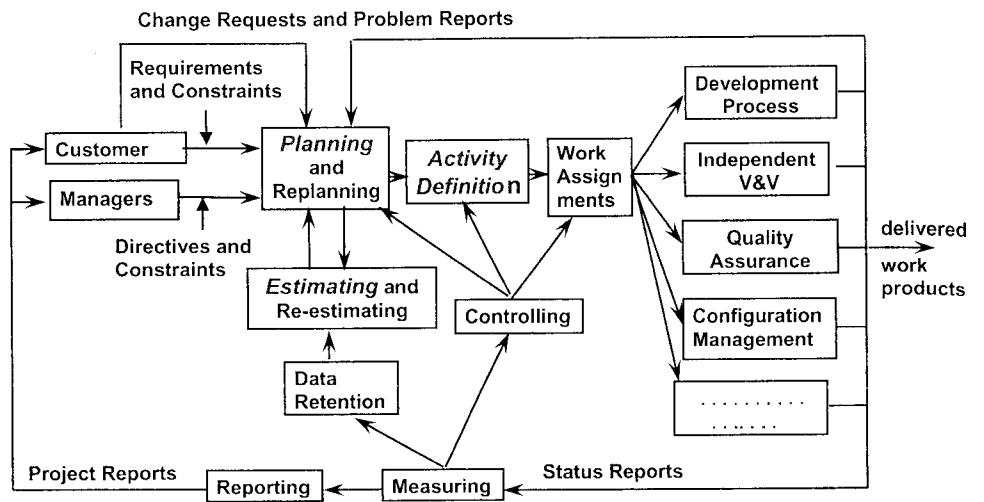 Change Requests and Problem Reports
Requirements
and Constraints
Customer
Managers
Directives and
Constraints
Planning
and
Replanning
Activity
Definition
Work
Assign
ments
Development
Process
Independent
V&V
Quality
Assurance
Configuration
Management
. . . . . . . . . .
. . . . . . .
delivered
work
products
Estimating and
Re-estimating
Controlling
Data
Retention
Project Reports
Reporting
Measuring
Status Reports